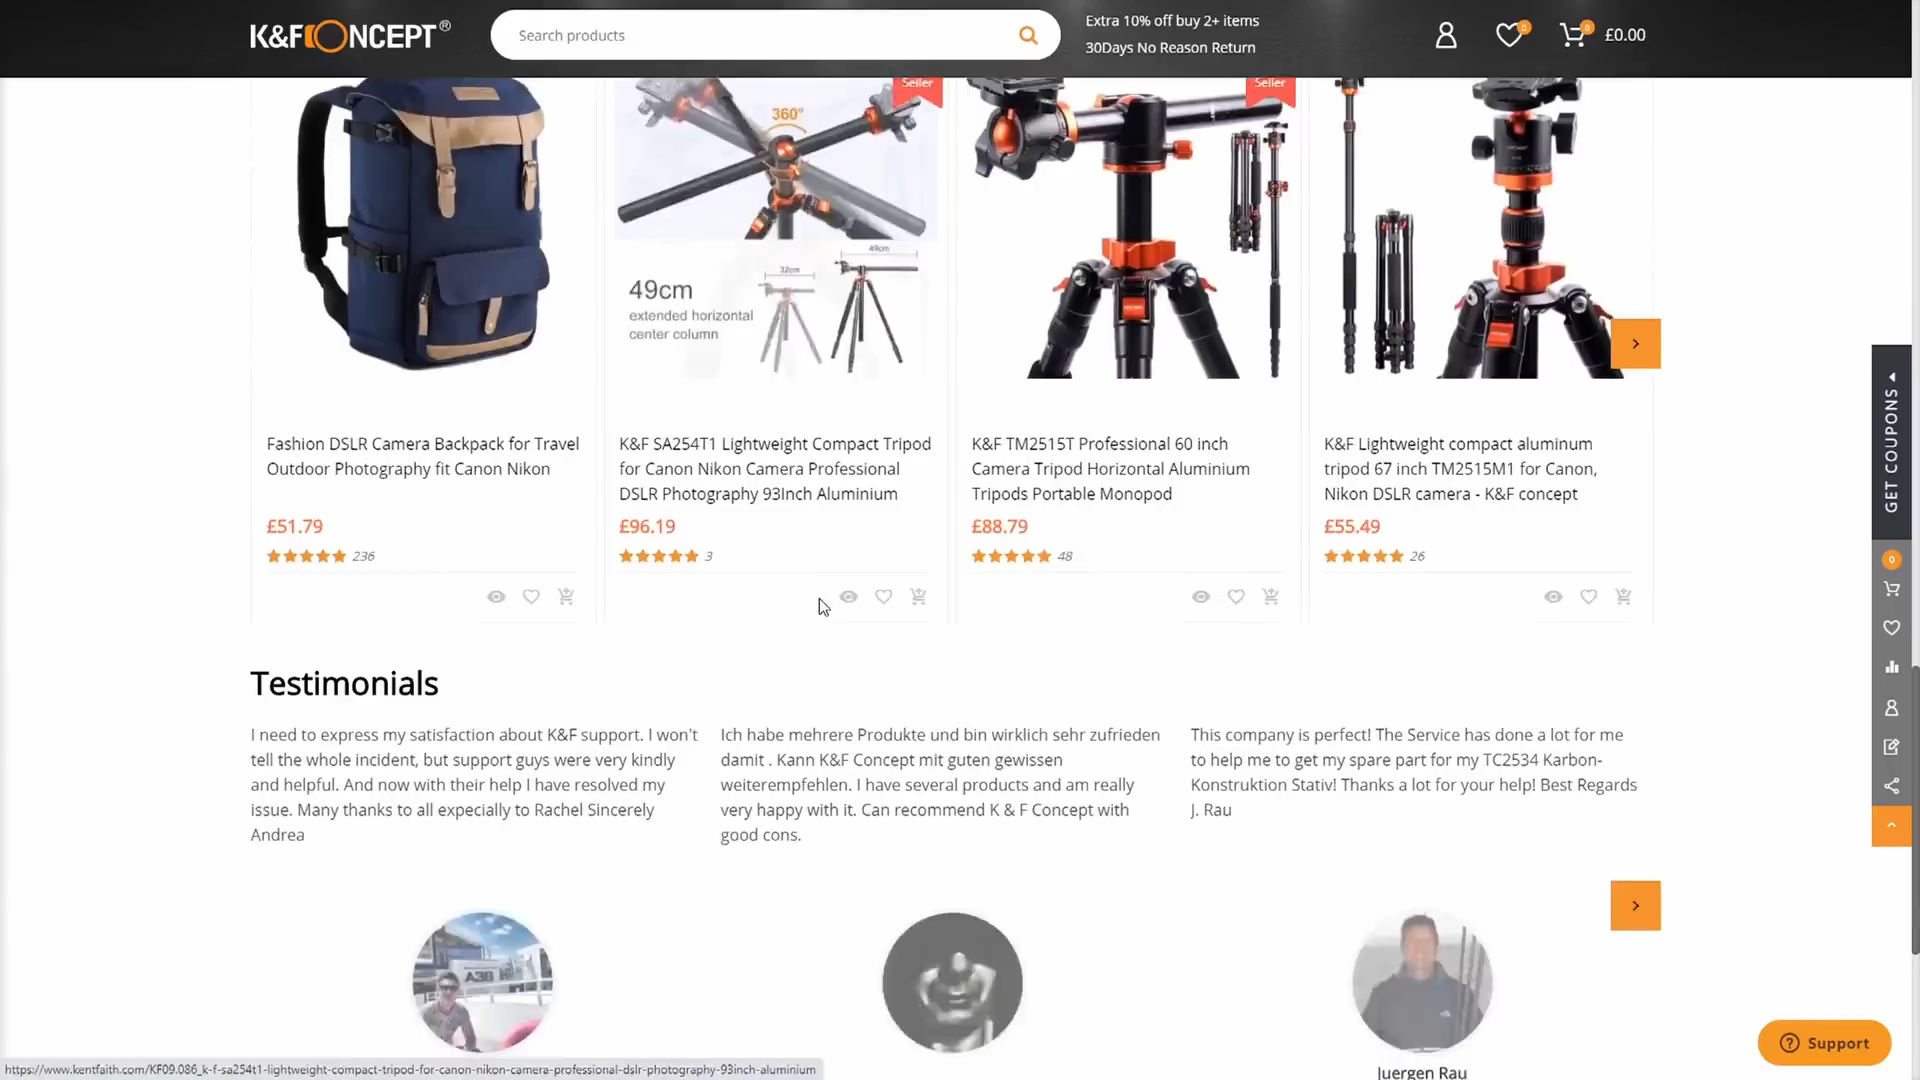 K&F CONCEPT®
Search products
Extra 10% off buy 2+ items
30Days No Reason Return
0
0
£0.00
Seller
Seller
360°
49cm
extended horizontal
center column
32cm
49cm
Fashion DSLR Camera Backpack for Travel
Outdoor Photography fit Canon Nikon
£51.79
236
K&F SA254T1 Lightweight Compact Tripod
for Canon Nikon Camera Professional
DSLR Photography 93Inch Aluminium
£96.19
3
K&F TM2515T Professional 60 inch
Camera Tripod Horizontal Aluminium
Tripods Portable Monopod
£88.79
48
K&F Lightweight compact aluminum
tripod 67 inch TM2515M1 for Canon,
Nikon DSLR camera - K&F concept
£55.49
26
GET COUPONS
0
Testimonials
I need to express my satisfaction about K&F support. I won't
tell the whole incident, but support guys were very kindly
and helpful. And now with their help I have resolved my
issue. Many thanks to all expecially to Rachel Sincerely
Andrea
Ich habe mehrere Produkte und bin wirklich sehr zufrieden
damit . Kann K&F Concept mit guten gewissen
weiterempfehlen. I have several products and am really
very happy with it. Can recommend K & F Concept with
good cons.
This company is perfect! The Service has done a lot for me
to help me to get my spare part for my TC2534 Karbon-
Konstruktion Stativ! Thanks a lot for your help! Best Regards
J. Rau
Juergen Rau
Support
https://www.kentfaith.com/KF09.086_k-f-sa254t1-lightweight-compact-tripod-for-canon-nikon-camera-professional-dslr-photography-93inch-aluminium